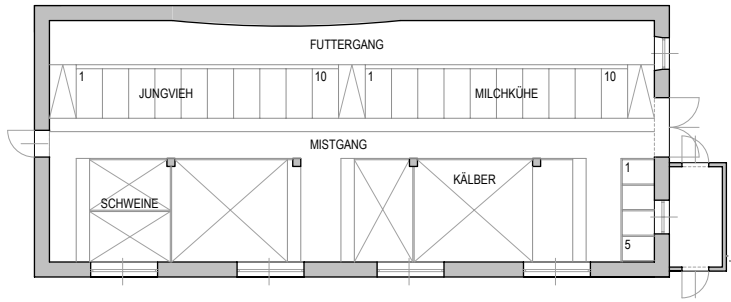 FUTTERGANG
1 10 1 10
JUNGVIEH MILCHKÜHE
MISTGANG
1
KÄLBER
SCHWEINE
5